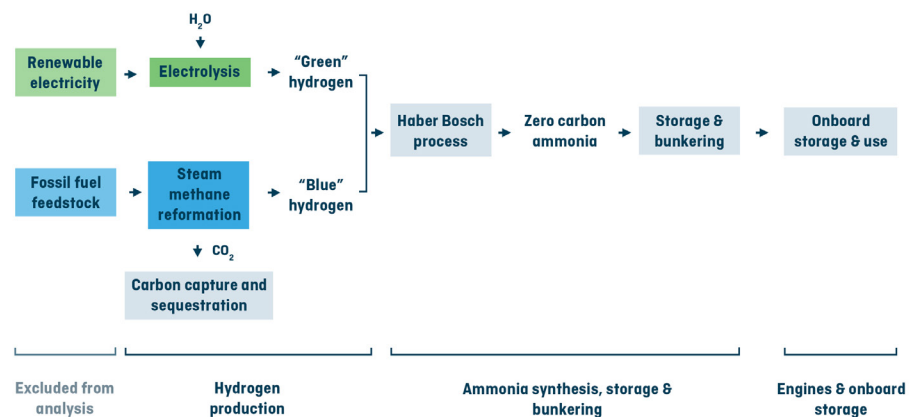 H₂O
Renewable
electricity
Electrolysis
“Green”
hydrogen
Haber Bosch
process
Zero carbon
ammonia
Storage &
bunkering
Onboard
storage & use
Fossil fuel
feedstock
Steam
methane
reformation
“Blue”
hydrogen
CO₂
Carbon capture and
sequestration
Excluded from
analysis
Hydrogen
production
Ammonia synthesis, storage &
bunkering
Engines & onboard
storage